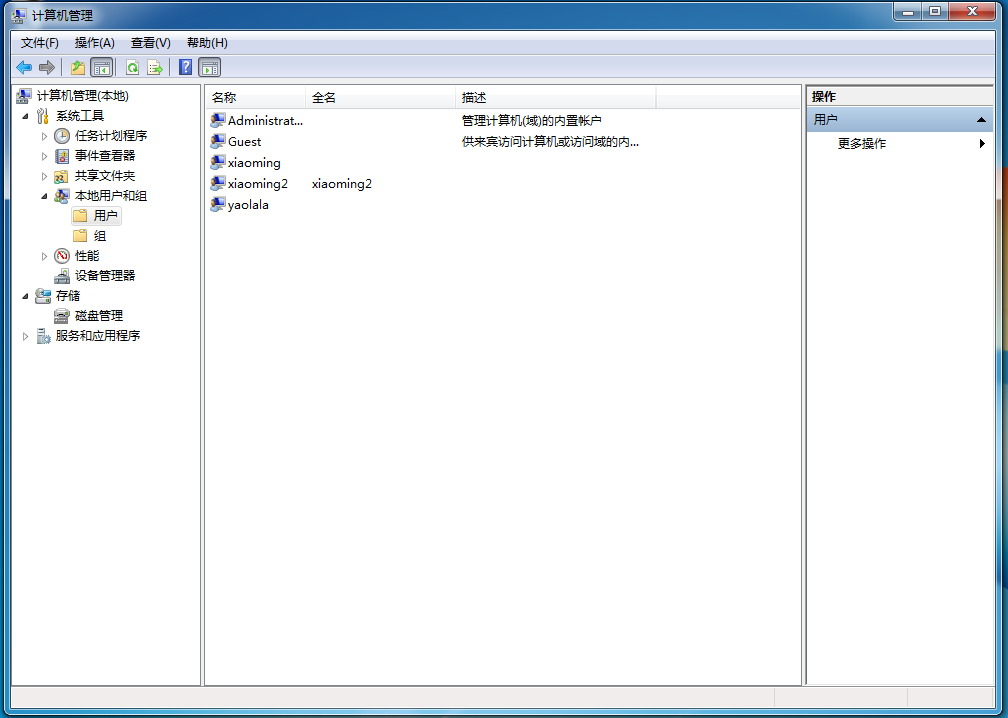 计算机管理
文件(F) 操作(A) 查看(V) 帮助(H)
计算机管理(本地)
系统工具
任务计划程序
事件查看器
共享文件夹
本地用户和组
用户
组
性能
设备管理器
存储
磁盘管理
服务和应用程序
名称 全名 描述
Administrat... 管理计算机(域)的内置帐户
Guest 供来宾访问计算机或访问域的内...
xiaoming
xiaoming2 xiaoming2
yaolala
操作
用户
更多操作